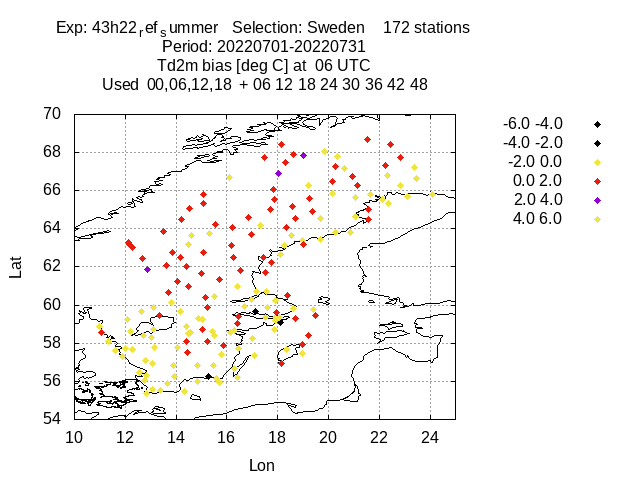 Exp: 43h22refsummer Selection: Sweden 172 stations
Period: 20220701-20220731
Td2m bias [deg C] at 06 UTC
Used 00,06,12,18 + 06 12 18 24 30 36 42 48
70
68
66
64
62
60
58
56
54
Lat
10 12 14 16 18 20 22 24
Lon
-6.0 -4.0
-4.0 -2.0
-2.0 0.0
0.0 2.0
2.0 4.0
4.0 6.0